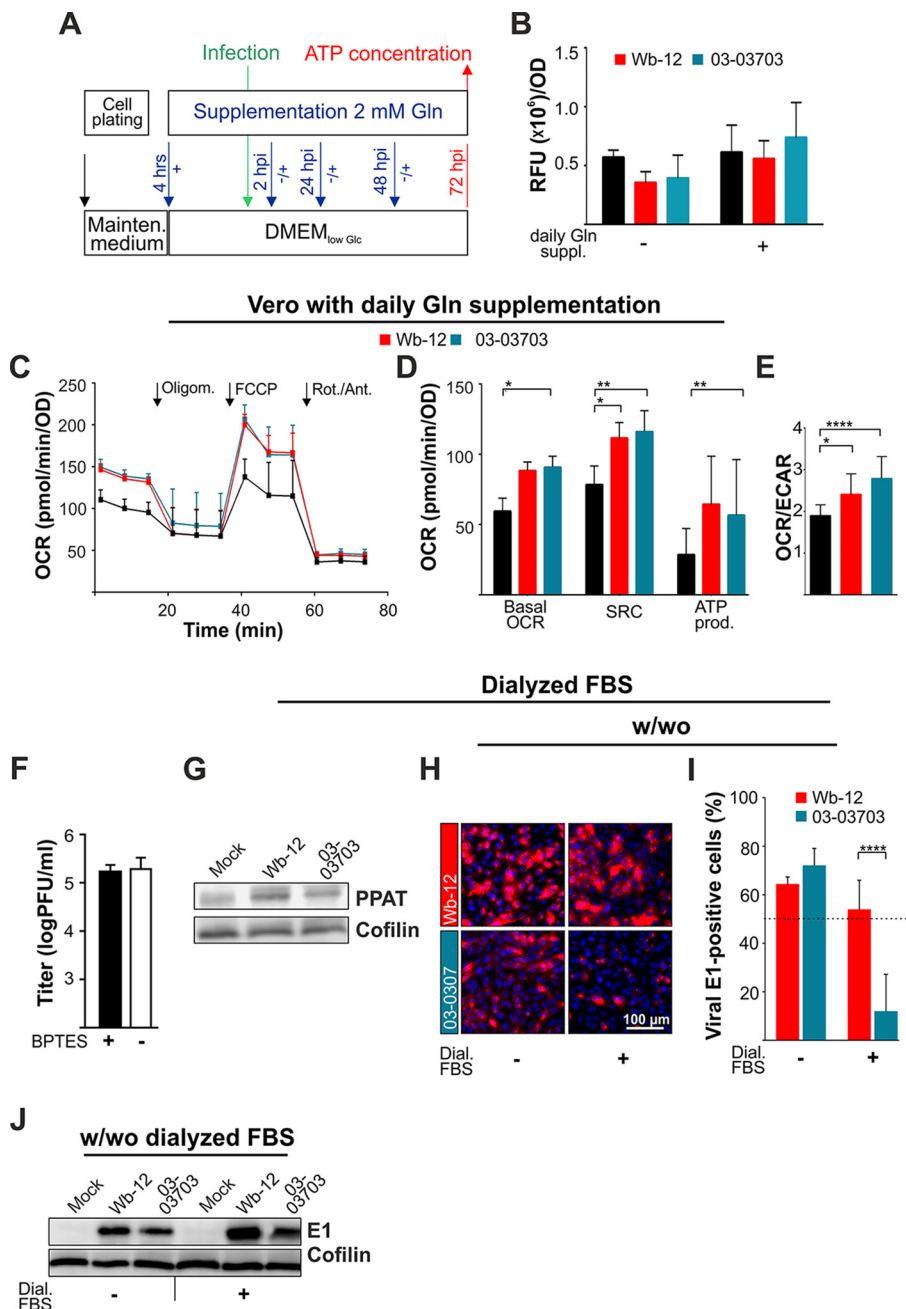 A
Infection
ATP concentration
Cell plating
Supplementation 2 mM Gln
4 hrs
+
2 hpi
-/+
24 hpi
-/+
48 hpi
-/+
72 hpi
Mainten. medium
DMEM low Glc
B
Wb-12 03-03703
RFU (x10⁶)/OD
1.5
1.0
0.5
daily Gln suppl.
- +
Vero with daily Gln supplementation
Wb-12 03-03703
C
OCR (pmol/min/OD)
250
200
150
100
50
Oligom. FCCP Rot./Ant.
20 40 60 80
Time (min)
D
OCR (pmol/min/OD)
150
100
50
* ** * **
Basal OCR
SRC
ATP prod.
E
OCR/ECAR
4
3
2
1
****
*
Dialyzed FBS
w/wo
F
Titer (logPFU/ml)
6
5
4
3
BPTES + -
G
Mock Wb-12 03-03703
PPAT
Cofilin
H
Wb-12
03-0307
100 µm
Dial. FBS - +
I
Viral E1-positive cells (%)
100
80
60
40
20
Wb-12
03-03703
****
Dial. FBS - +
J
w/wo dialyzed FBS
Mock Wb-12 03-03703 Mock Wb-12 03-03703
E1
Cofilin
Dial. FBS - +